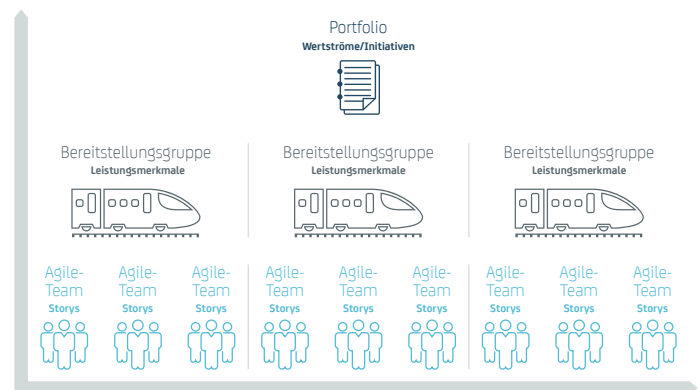 Portfolio
Wertströme/Initiativen
Bereitstellungsgruppe
Leistungsmerkmale
Bereitstellungsgruppe
Leistungsmerkmale
Bereitstellungsgruppe
Leistungsmerkmale
Agile-
Team
Storys
Agile-
Team
Storys
Agile-
Team
Storys
Agile-
Team
Storys
Agile-
Team
Storys
Agile-
Team
Storys
Agile-
Team
Storys
Agile-
Team
Storys
Agile-
Team
Storys